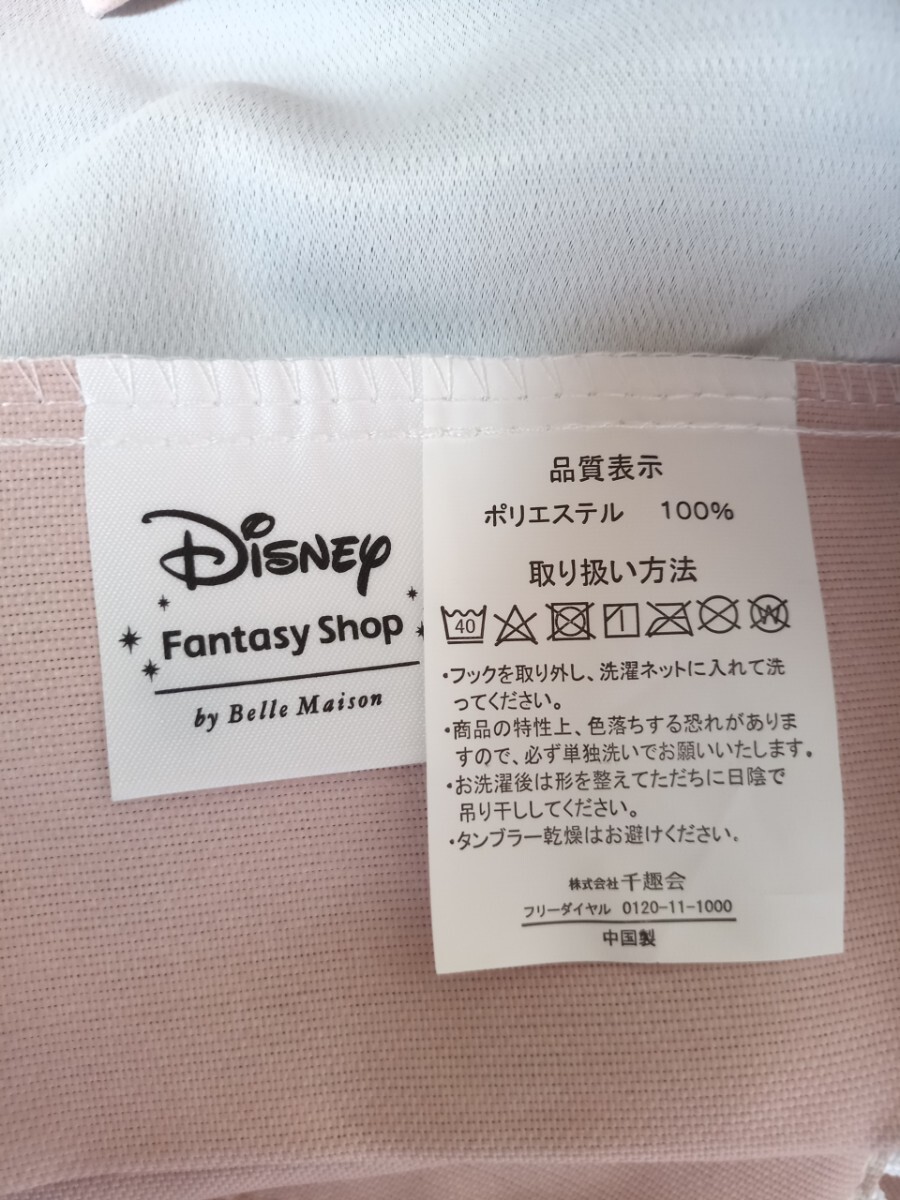 Disney
Fantasy Shop
by Belle Maison
品質表示
ポリエステル 100%
取り扱い方法
40
W
・フックを取り外し、洗濯ネットに入れて洗
ってください。
・商品の特性上、色落ちする恐れがありま
すので、必ず単独洗いでお願いいたします。
・お洗濯後は形を整えてただちに日陰で
吊り干ししてください。
・タンブラー乾燥はお避けください。
株式会社千趣会
フリーダイヤル 0120-11-1000
中国製